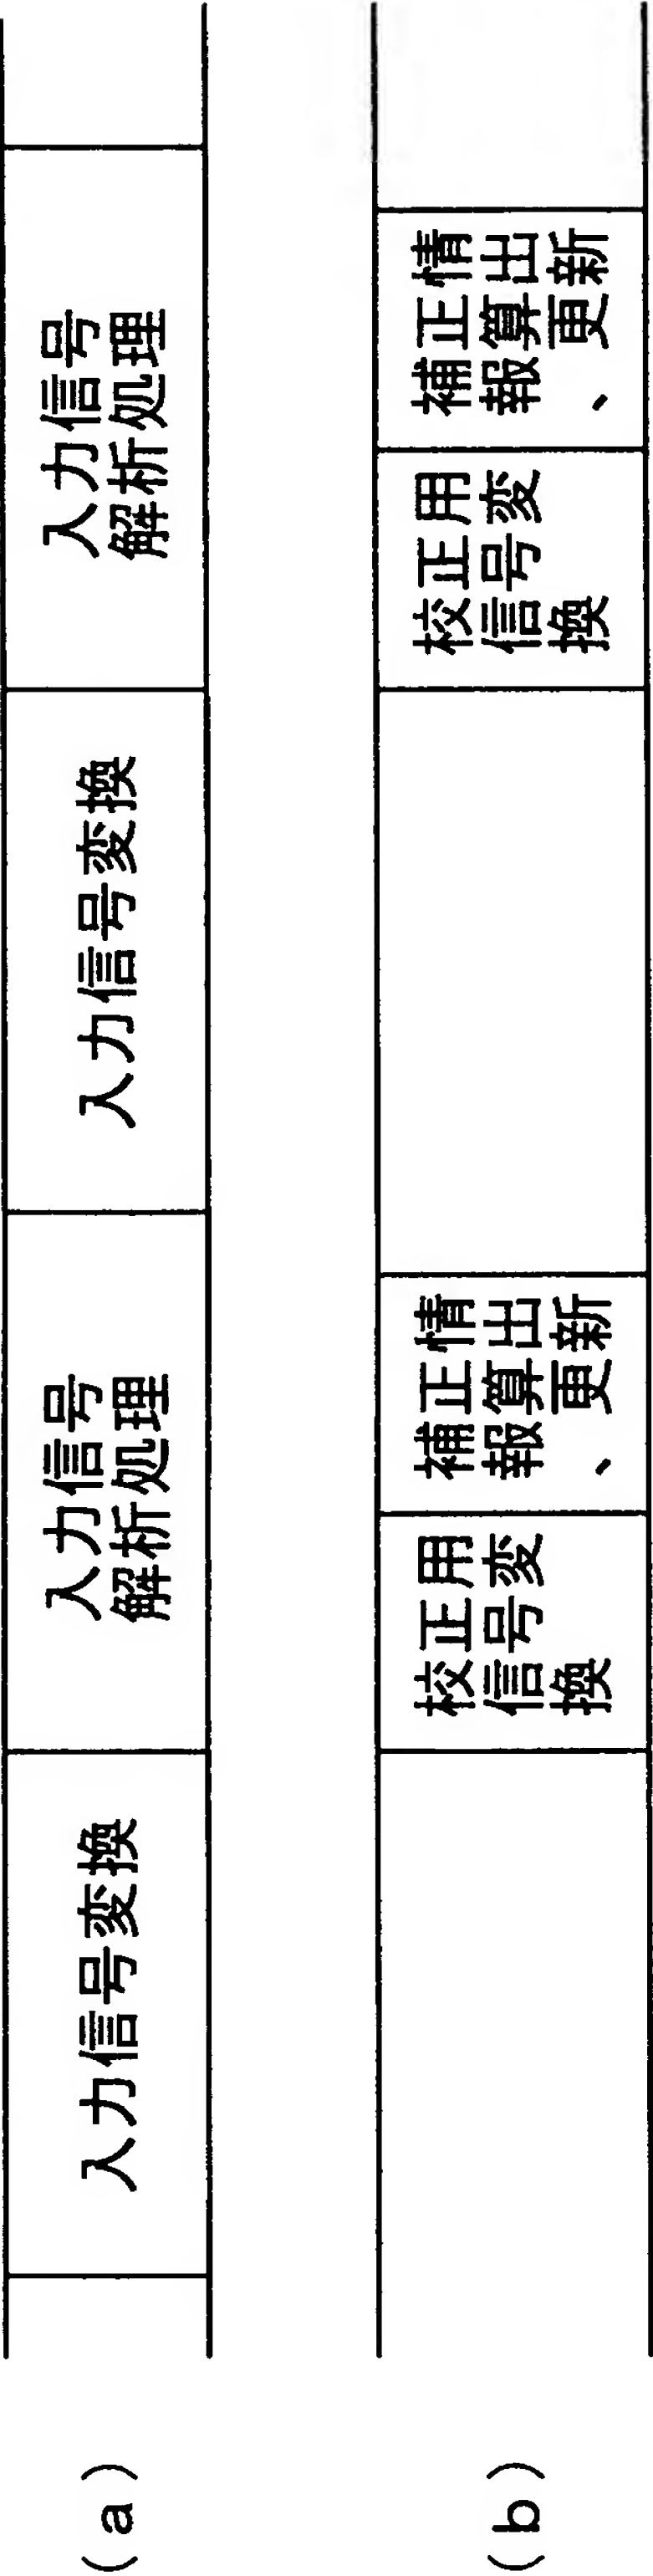 (a)
入力信号変換
入力信号
解析処理
入力信号変換
入力信号
解析処理
(b)
校正用
信号変
換
補正情
報算出
、更新
校正用
信号変
換
補正情
報算出
、更新